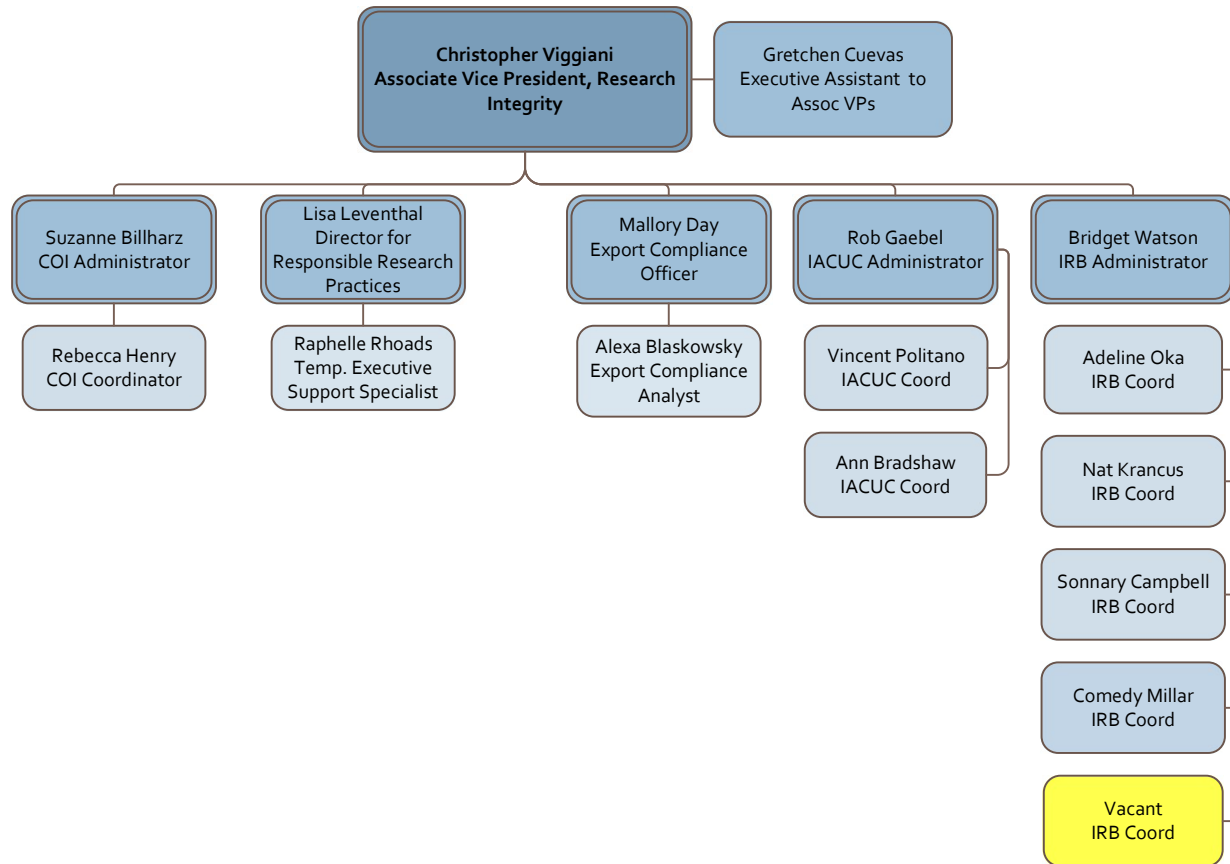 Christopher Viggiani
Associate Vice President, Research
Integrity
Gretchen Cuevas
Executive Assistant to
Assoc VPs
Suzanne Billharz
COI Administrator
Lisa Leventhal
Director for
Responsible Research
Practices
Mallory Day
Export Compliance
Officer
Rob Gaebel
IACUC Administrator
Bridget Watson
IRB Administrator
Rebecca Henry
COI Coordinator
Raphelle Rhoads
Temp. Executive
Support Specialist
Alexa Blaskowsky
Export Compliance
Analyst
Vincent Politano
IACUC Coord
Ann Bradshaw
IACUC Coord
Adeline Oka
IRB Coord
Nat Krancus
IRB Coord
Sonnary Campbell
IRB Coord
Comedy Millar
IRB Coord
Vacant
IRB Coord